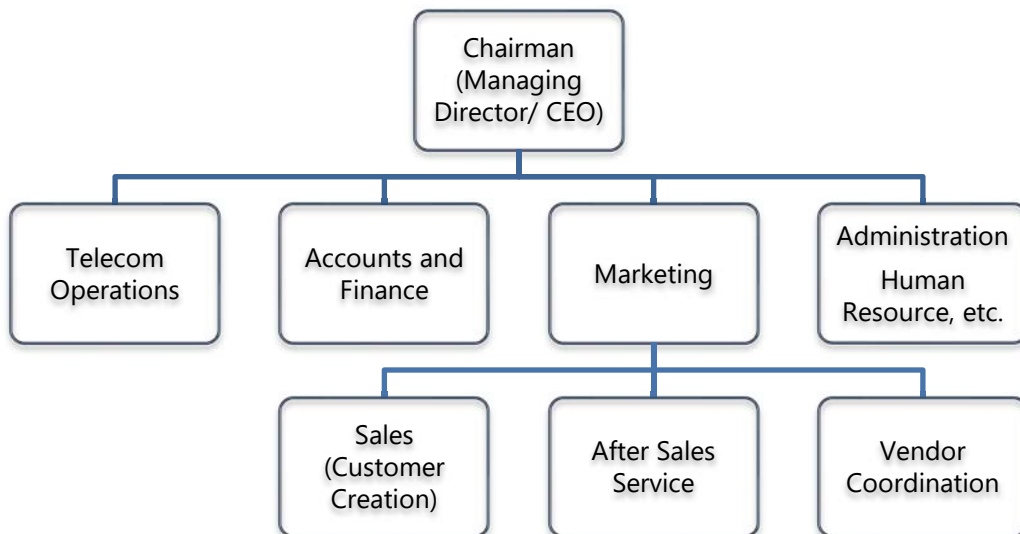 Chairman
(Managing
Director/ CEO)
Telecom
Operations
Accounts and
Finance
Marketing
Administration
Human
Resource, etc.
Sales
(Customer
Creation)
After Sales
Service
Vendor
Coordination